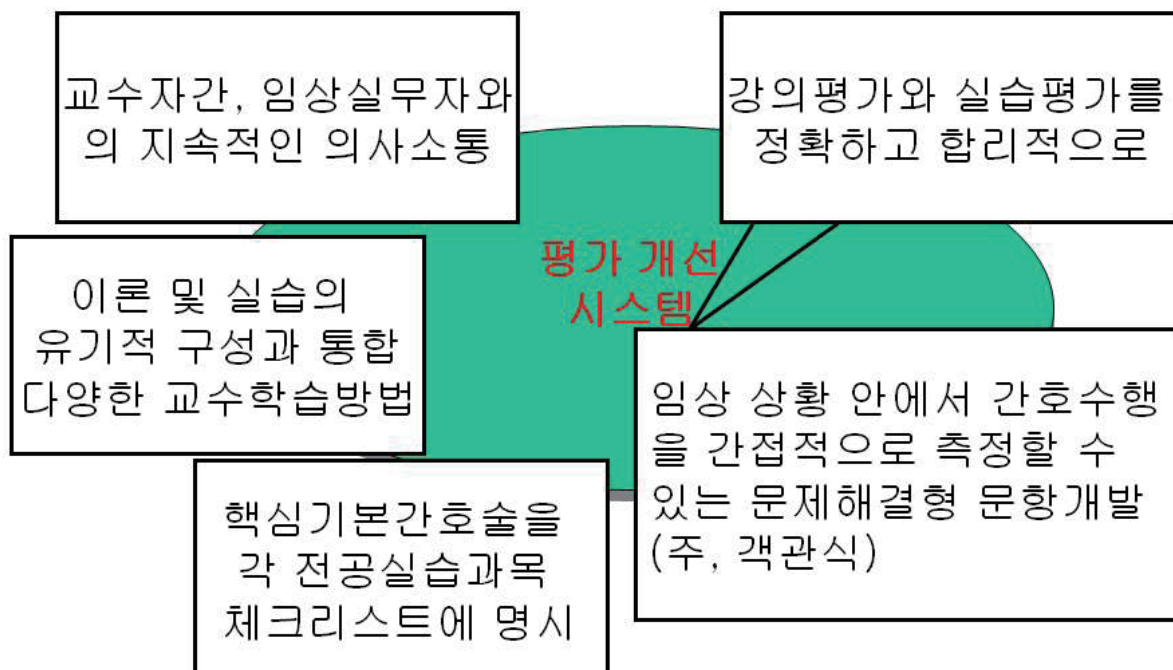 교수자간, 임상실무자와
의 지속적인 의사소통
강의평가와 실습평가를
정확하고 합리적으로
평가 개선
시스템
이론 및 실습의
유기적 구성과 통합
다양한 교수학습방법
임상 상황 안에서 간호수행
을 간접적으로 측정할 수
있는 문제해결형 문항개발
(주, 객관식)
핵심기본간호술을
각 전공실습과목
체크리스트에 명시